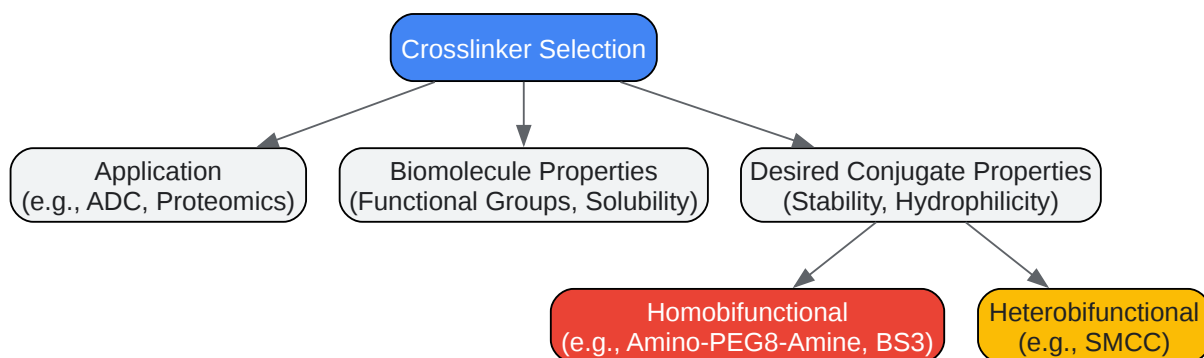 Crosslinker Selection
Application
(e.g., ADC, Proteomics)
Biomolecule Properties
(Functional Groups, Solubility)
Desired Conjugate Properties
(Stability, Hydrophilicity)
Homobifunctional
(e.g., Amino-PEG8-Amine, BS3)
Heterobifunctional
(e.g., SMCC)